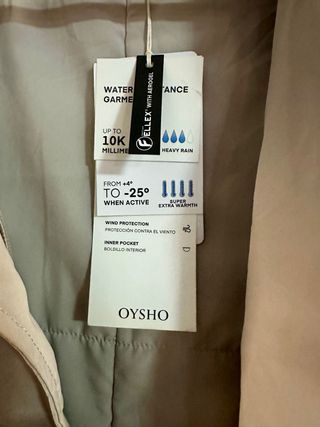 WATER
TANCE
GARME
FELLEX® WITH AEROGEL
UP TO
10K
MILLIME
HEAVY RAIN
FROM +4°
TO -25°
WHEN ACTIVE
SUPER
EXTRA WARMTH
WIND PROTECTION
PROTECCIÓN CONTRA EL VIENTO
INNER POCKET
BOLSILLO INTERIOR
OYSHO